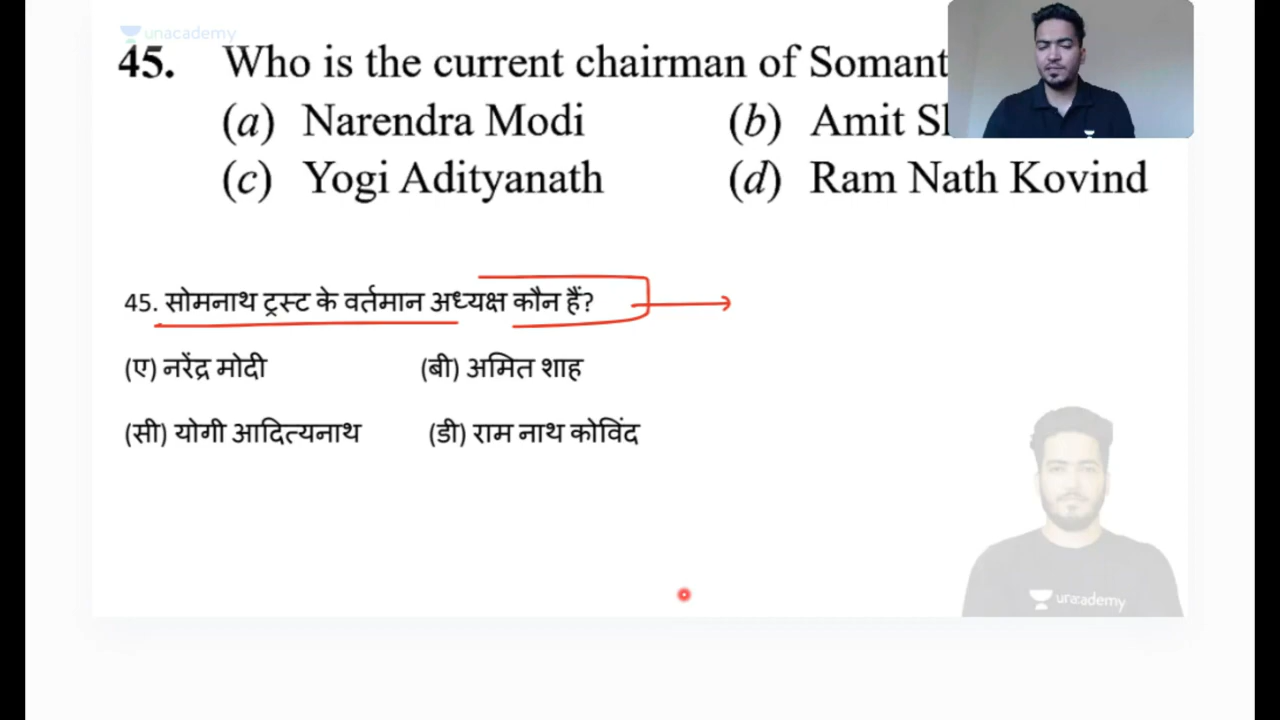 unacademy
45. Who is the current chairman of Somant
(a) Narendra Modi (b) Amit
(c) Yogi Adityanath (d) Ram Nath Kovind
45. सोमनाथ ट्रस्ट के वर्तमान अध्यक्ष कौन हैं?
(ए) नरेंद्र मोदी (बी) अमित शाह
(सी) योगी आदित्यनाथ (डी) राम नाथ कोविंद
unacademy